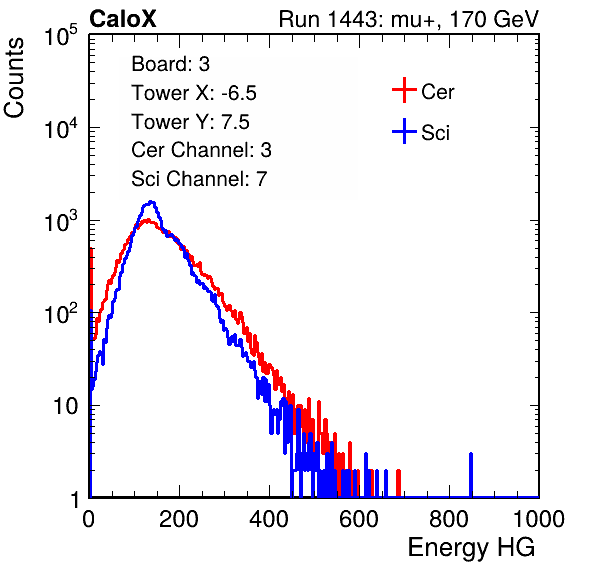 CaloX Run 1443: mu+, 170 GeV
Counts
Board: 3
Tower X: -6.5
Tower Y: 7.5
Cer Channel: 3
Sci Channel: 7
Cer
Sci
10^5
10^4
10^3
10^2
10
1
0 200 400 600 800 1000
Energy HG